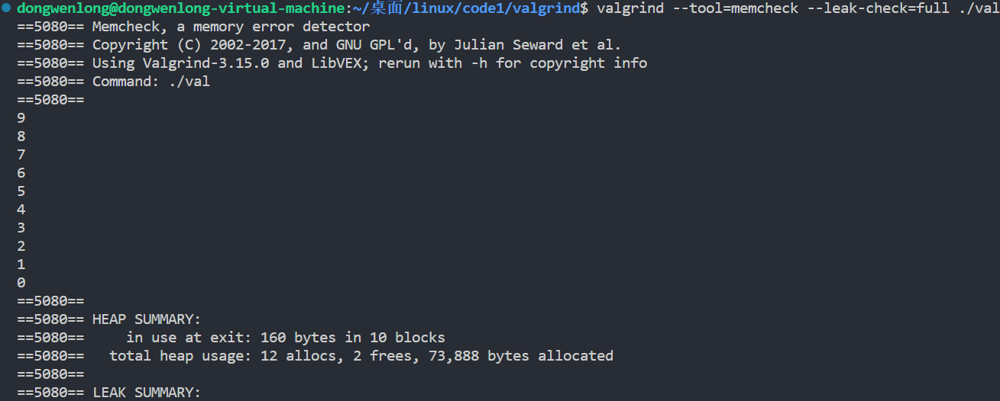 dongwenlong@dongwenlong-virtual-machine:~/桌面/linux/code1/valgrind$ valgrind --tool=memcheck --leak-check=full ./val
==5080== Memcheck, a memory error detector
==5080== Copyright (C) 2002-2017, and GNU GPL'd, by Julian Seward et al.
==5080== Using Valgrind-3.15.0 and LibVEX; rerun with -h for copyright info
==5080== Command: ./val
==5080==
9
8
7
6
5
4
3
2
1
0
==5080==
==5080== HEAP SUMMARY:
==5080==     in use at exit: 160 bytes in 10 blocks
==5080==   total heap usage: 12 allocs, 2 frees, 73,888 bytes allocated
==5080==
==5080== LEAK SUMMARY: